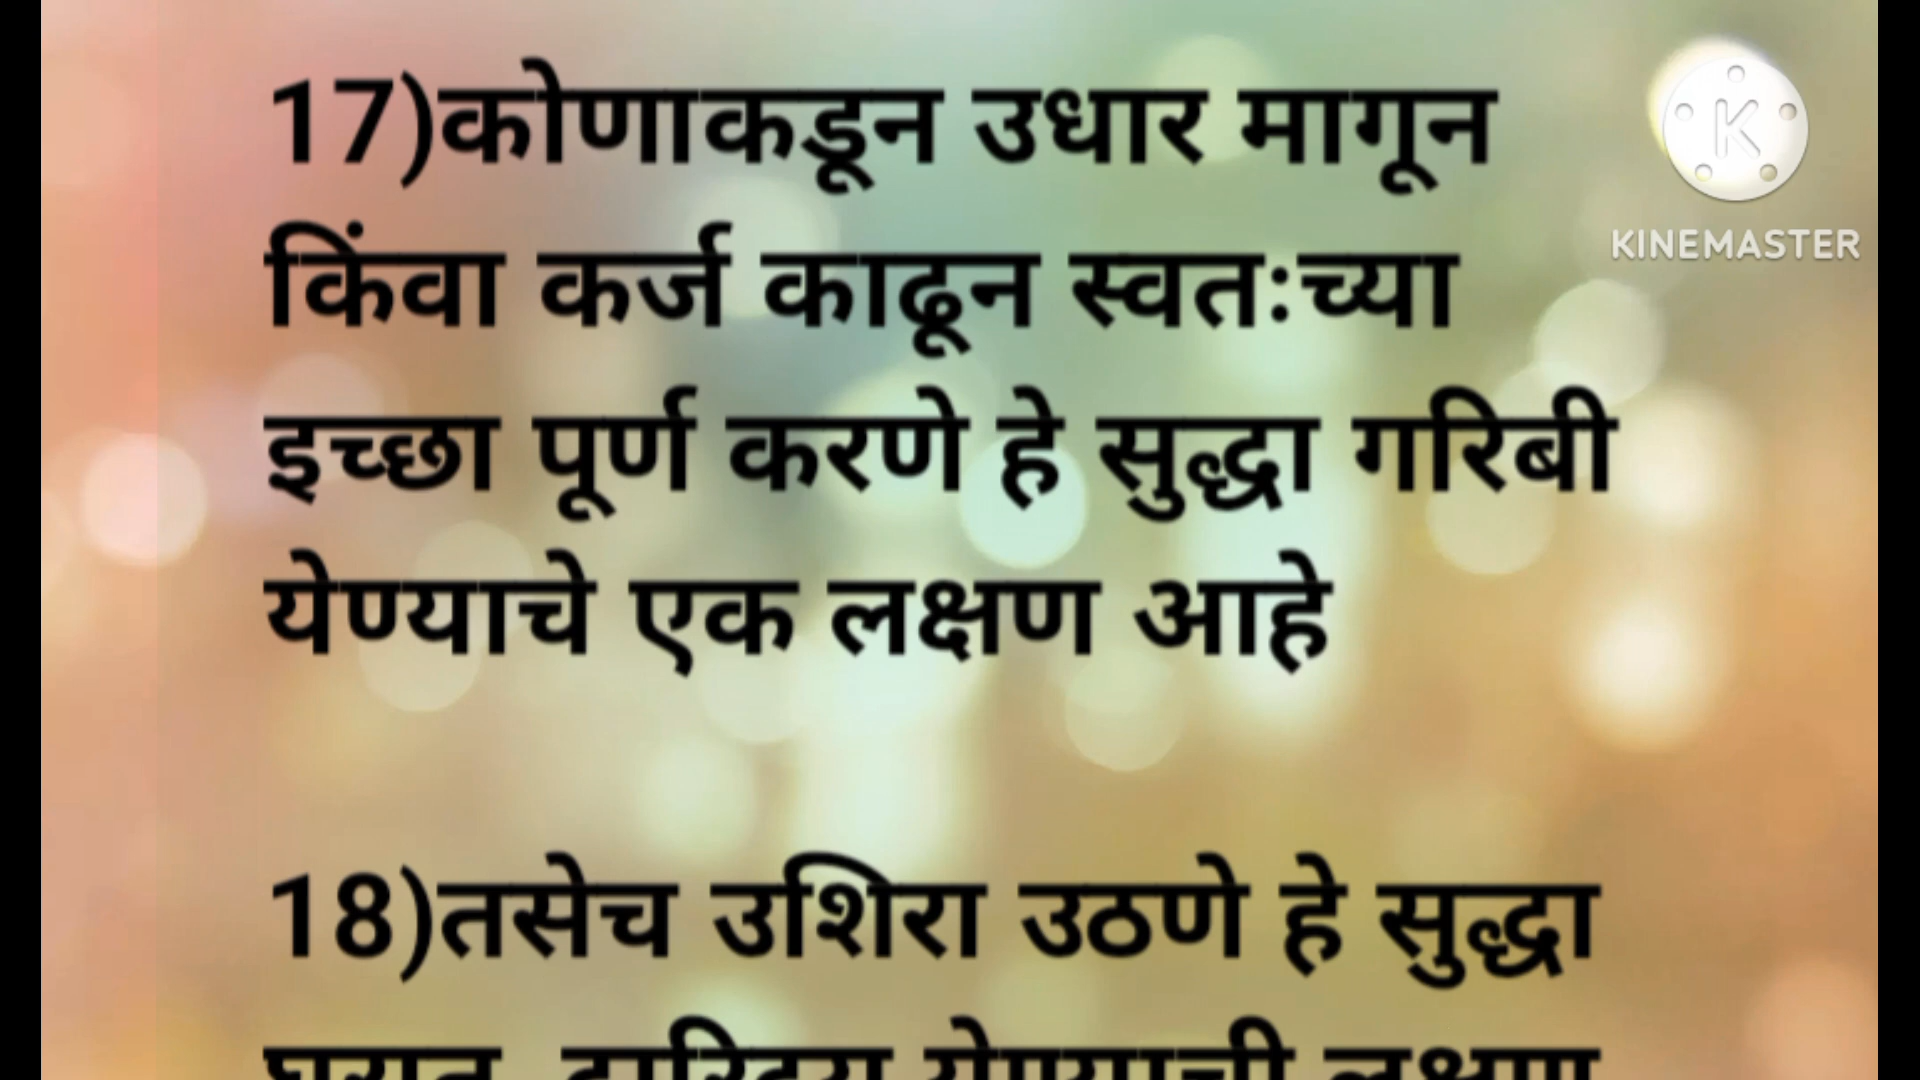 17)कोणाकडून उधार मागून
किंवा कर्ज काढून स्वतःच्या
इच्छा पूर्ण करणे हे सुद्धा गरिबी
येण्याचे एक लक्षण आहे
18)तसेच उशिरा उठणे हे सुद्धा
K
KINEMASTER